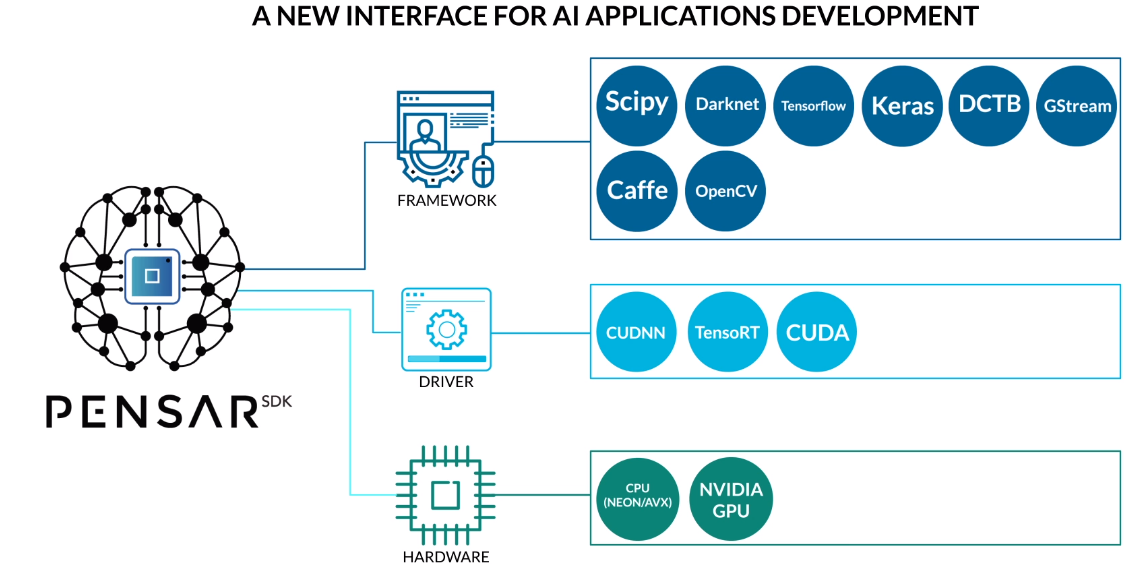 A NEW INTERFACE FOR AI APPLICATIONS DEVELOPMENT
Scipy
Darknet
Tensorflow
Keras
DCTB
GStream
Caffe
OpenCV
FRAMEWORK
CUDNN
TensoRT
CUDA
DRIVER
PENSAR SDK
CPU
(NEON/AVX)
NVIDIA
GPU
HARDWARE